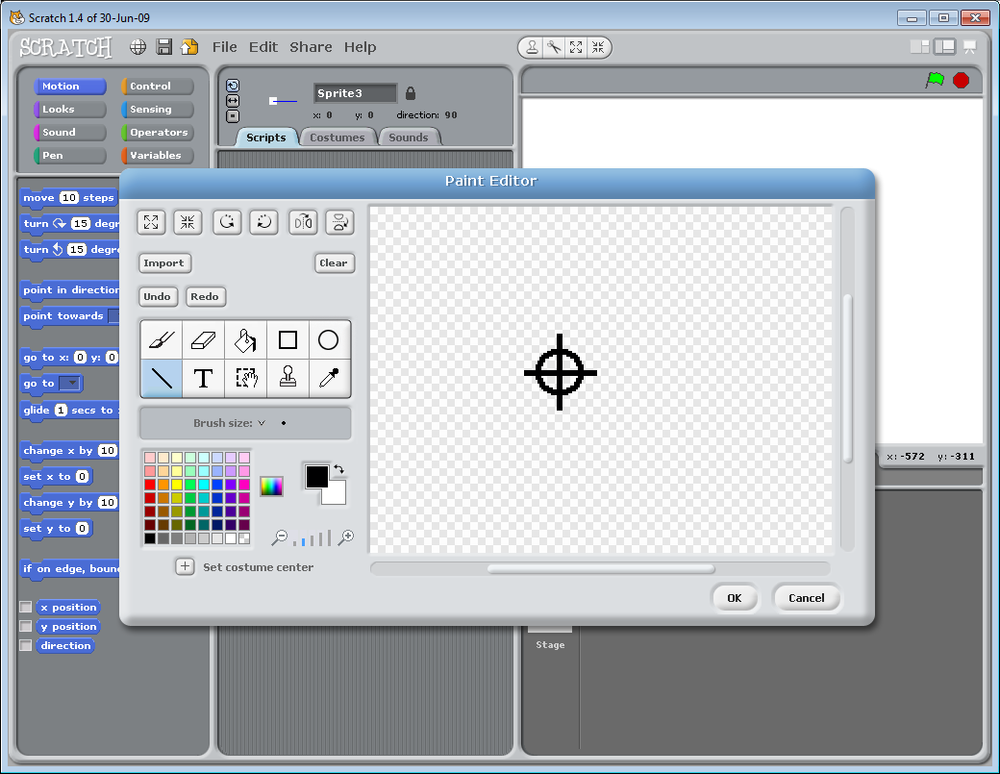 Scratch 1.4 of 30-Jun-09
SCRATCH File Edit Share Help
Motion Control
Looks Sensing
Sound Operators
Pen Variables
Sprite3
x: 0 y: 0 direction: 90
Scripts Costumes Sounds
Paint Editor
move 10 steps
turn 15 degr
turn 15 degre
point in direction
point towards
go to x: 0 y: 0
go to
glide 1 secs to
change x by 10
set x to 0
change y by 10
set y to 0
if on edge, boun
x position
y position
direction
Import Clear
Undo Redo
T
Brush size:
Set costume center
OK Cancel
x: -572 y: -311
Stage